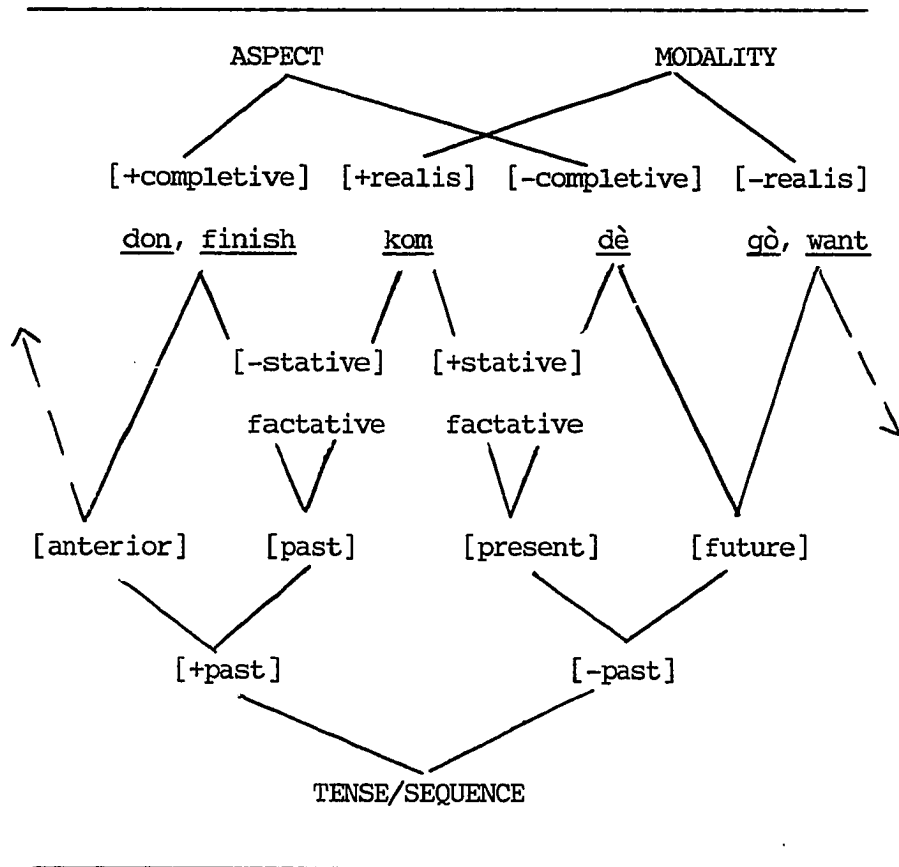 ASPECT MODALITY
[+completive] [+realis] [-completive] [-realis]
don, finish kom dè gò, want
[-stative] [+stative]
factative factative
[anterior] [past] [present] [future]
[+past] [-past]
TENSE/SEQUENCE